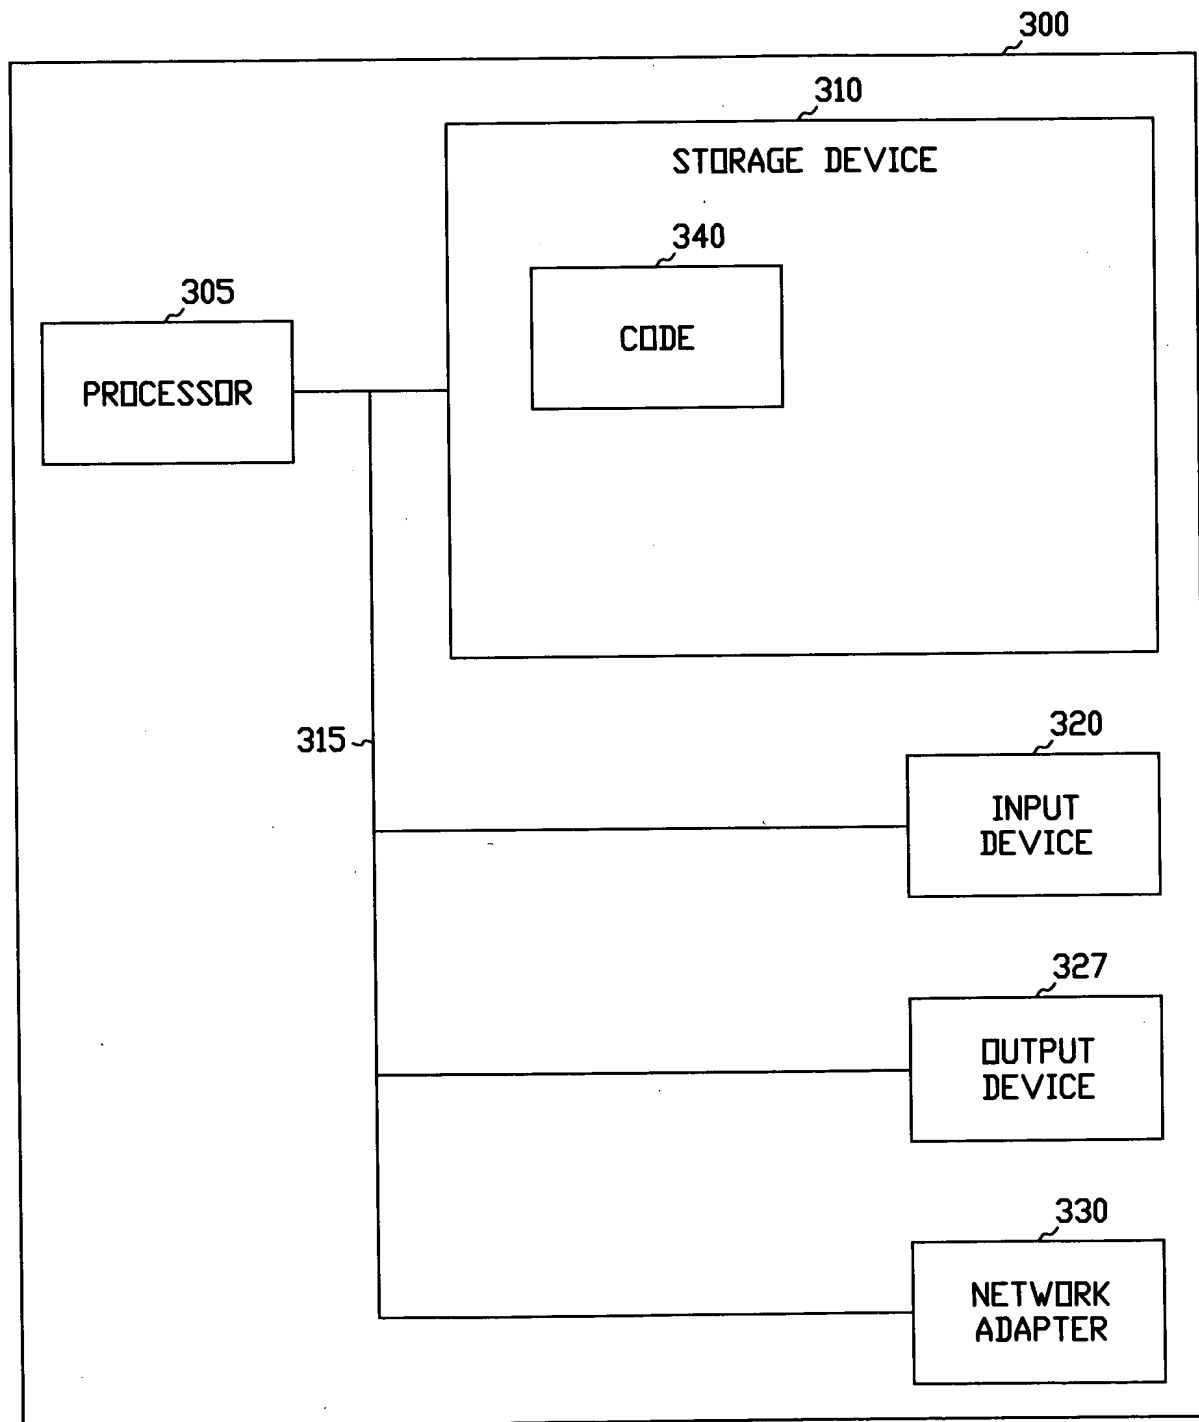 300
310
STORAGE DEVICE
340
CODE
305
PROCESSOR
315
320
INPUT
DEVICE
327
OUTPUT
DEVICE
330
NETWORK
ADAPTER